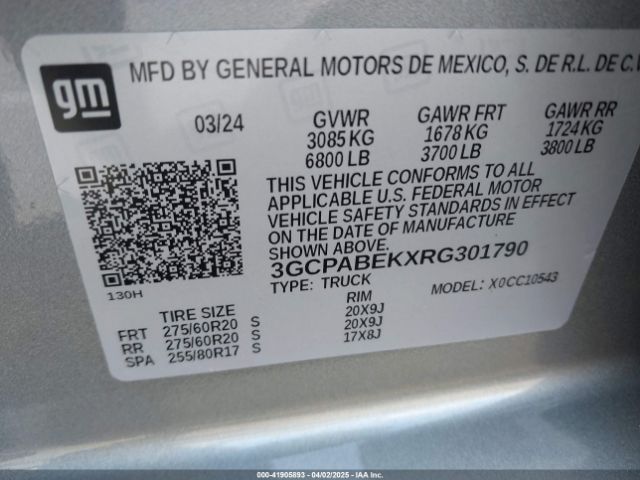 gm
MFD BY GENERAL MOTORS DE MEXICO, S. DE R.L. DE C.V
03/24 GVWR GAWR FRT GAWR RR
3085 KG 1678 KG 1724 KG
6800 LB 3700 LB 3800 LB
THIS VEHICLE CONFORMS TO ALL
APPLICABLE U.S. FEDERAL MOTOR
VEHICLE SAFETY STANDARDS IN EFFECT
ON THE DATE OF MANUFACTURE
SHOWN ABOVE.
3GCPABEKXRG301790
130H
TYPE: TRUCK MODEL: X0CC10543
TIRE SIZE RIM
FRT 275/60R20 S 20X9J
RR 275/60R20 S 20X9J
SPA 255/80R17 S 17X8J
000-41905893 - 04/02/2025 - IAA Inc.